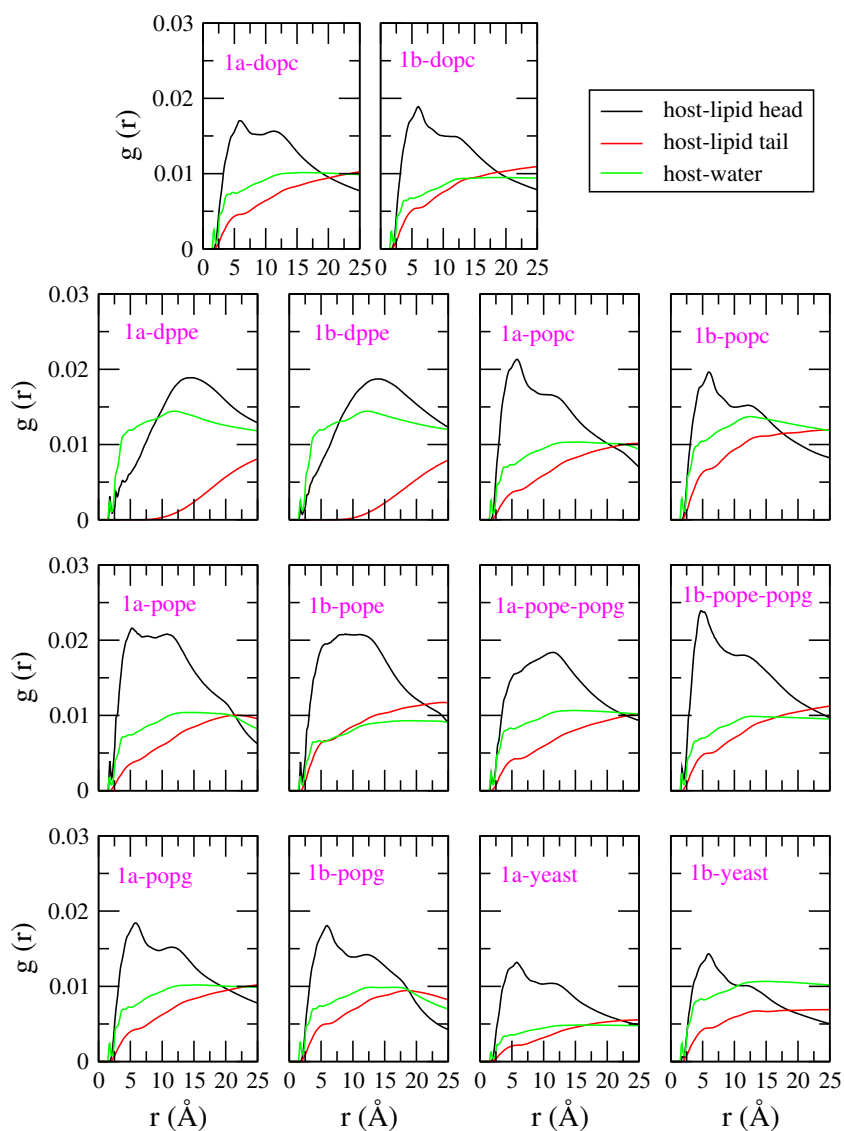 0.03
1a-dopc
1b-dopc
host-lipid head
host-lipid tail
host-water
0.02
g (r)
0.01
0
0 5 10 15 20 25 0 5 10 15 20 25
0.03
1a-dppe
1b-dppe
1a-popc
1b-popc
0.02
g (r)
0.01
0
0.03
1a-pope
1b-pope
1a-pope-popg
1b-pope-popg
0.02
g (r)
0.01
0
0.03
1a-popg
1b-popg
1a-yeast
1b-yeast
0.02
g (r)
0.01
0
0 5 10 15 20 25 0 5 10 15 20 25 0 5 10 15 20 25 0 5 10 15 20 25
r (Å) r (Å) r (Å) r (Å)